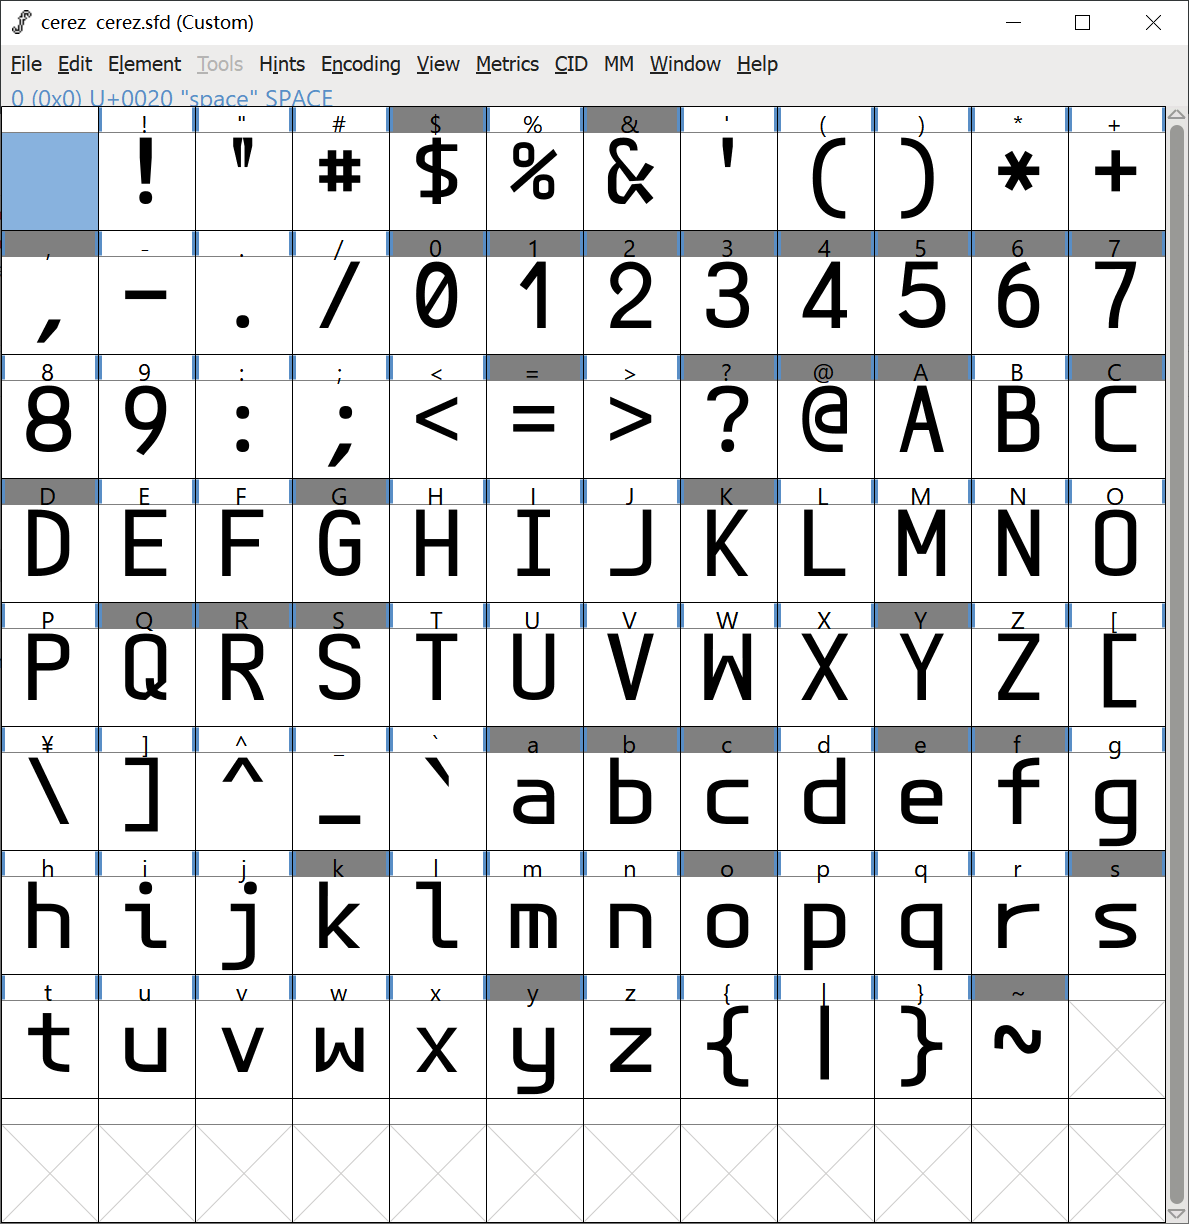 cerez  cerez.sfd (Custom)
File Edit Element Tools Hints Encoding View Metrics CID MM Window Help
0 (0x0) U+0020 "space" SPACE
! " # $ % & ' ( ) * +
! " # $ % & ' ( ) * +
, - . / 0 1 2 3 4 5 6 7
, - . / 0 1 2 3 4 5 6 7
8 9 : ; < = > ? @ A B C
8 9 : ; < = > ? @ A B C
D E F G H I J K L M N O
D E F G H I J K L M N O
P Q R S T U V W X Y Z [
P Q R S T U V W X Y Z [
¥ ] ^ _ ` a b c d e f g
\ ] ^ _ ` a b c d e f g
h i j k l m n o p q r s
h i j k l m n o p q r s
t u v w x y z { | } ~
t u v w x y z { | } ~